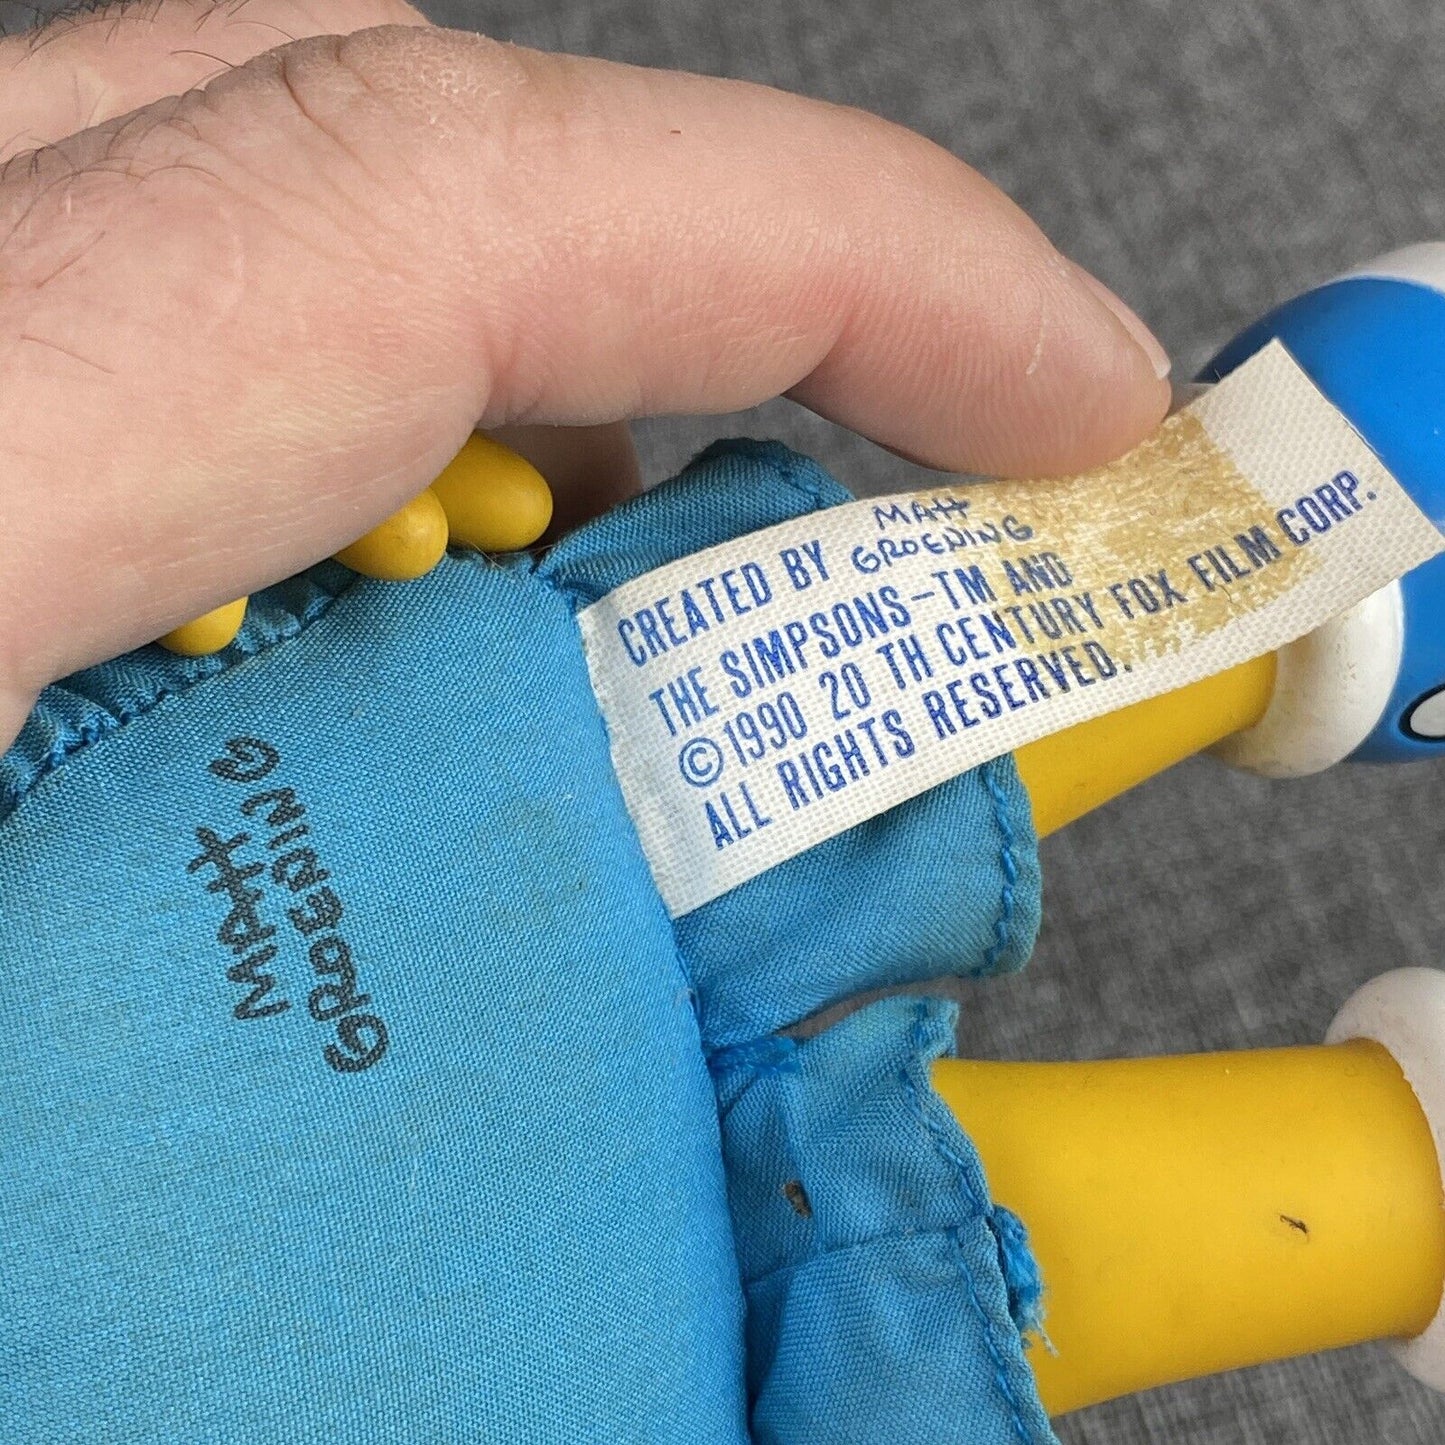 CREATED BY MATT
GROENING
THE SIMPSONS-TM AND
©1990 20 TH CENTURY FOX FILM CORP.
ALL RIGHTS RESERVED.
MATT
GROENING